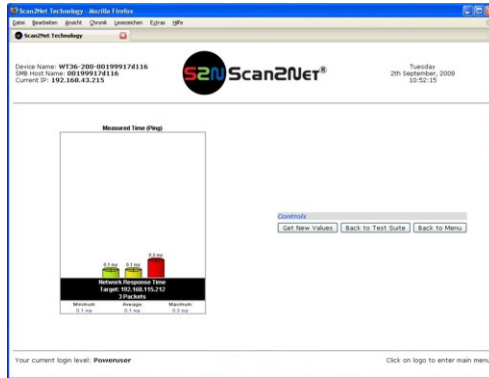 Scan2Net Technology - Mozilla Firefox
Datei Bearbeiten Ansicht Chronik Lesezeichen Extras Hilfe
Scan2Net Technology
Device Name: WT36-200-00199917d116
SMB Host Name: 00199917d116
Current IP: 192.168.43.215
S2N Scan2Net®
Tuesday
2th September, 2008
10:52:15
Measured Time (Ping)
0.1 ms 0.1 ms 0.3 ms
Network Response Time
Target: 192.168.115.212
3 Packets
Minimum: Average: Maximum:
0.1 ms 0.1 ms 0.3 ms
Controls
Get New Values Back to Test Suite Back to Menu
Your current login level: Poweruser
Click on logo to enter main menu